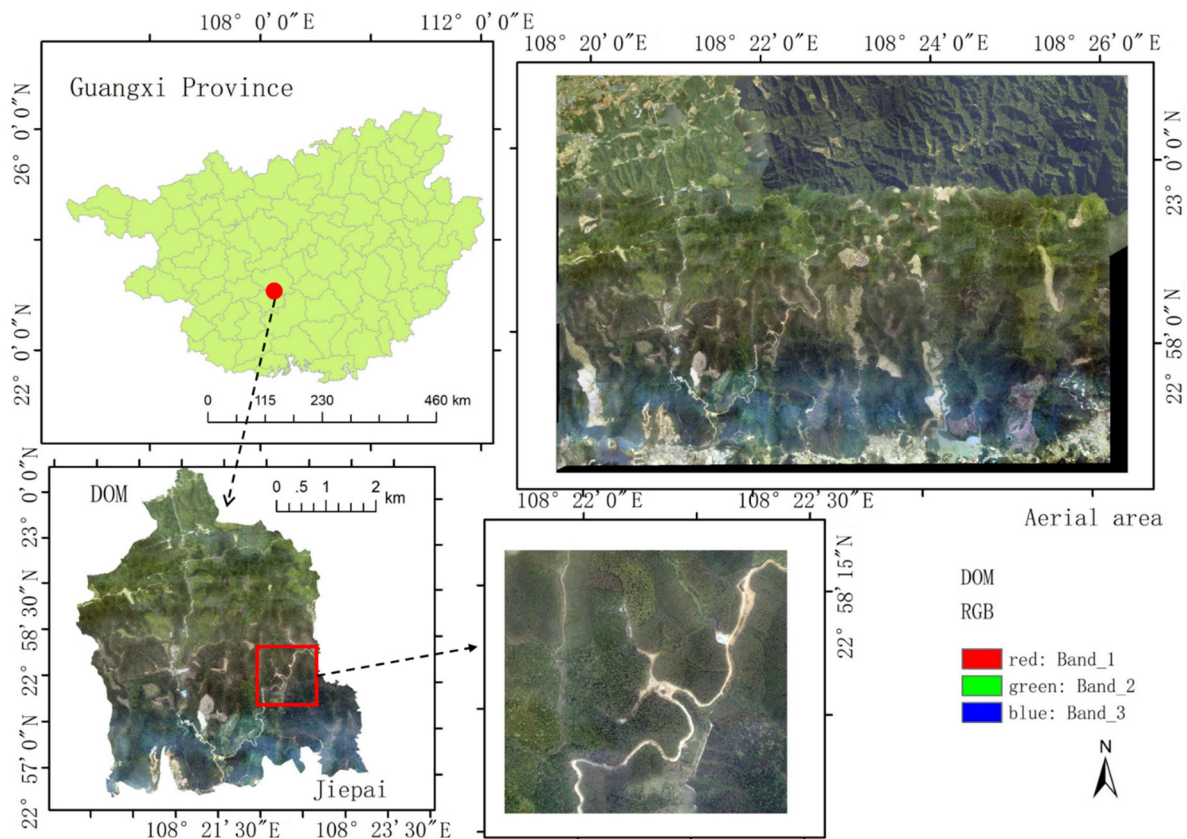 108° 0′0″E 112° 0′0″E
Guangxi Province
26° 0′0″N
22° 0′0″N
0 115 230 460 km
108° 20′0″E 108° 22′0″E 108° 24′0″E 108° 26′0″E
23° 0′0″N
22° 58′0″N
Aerial area
DOM
0 .5 1 2
km
23° 0′0″N
22° 58′30″N
22° 57′0″N
Jiepai
108° 21′30″E 108° 23′30″E
108° 22′0″E 108° 22′30″E
22° 58′15″N
DOM
RGB
red: Band_1
green: Band_2
blue: Band_3
N